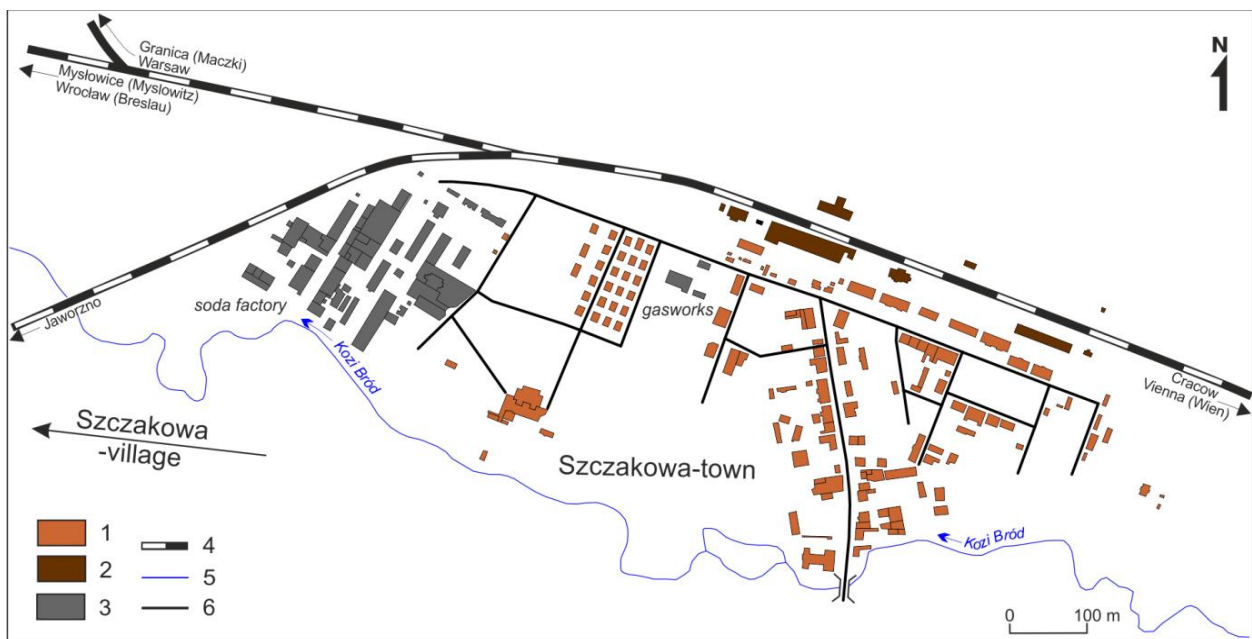 Granica (Maczki)
Warsaw
Mysłowice (Myslowitz)
Wrocław (Breslau)
N
soda factory
gasworks
Jaworzno
Kozi Bród
Cracow
Vienna (Wien)
Szczakowa
-village
Szczakowa-town
Kozi Bród
1
2
3
4
5
6
0 100 m